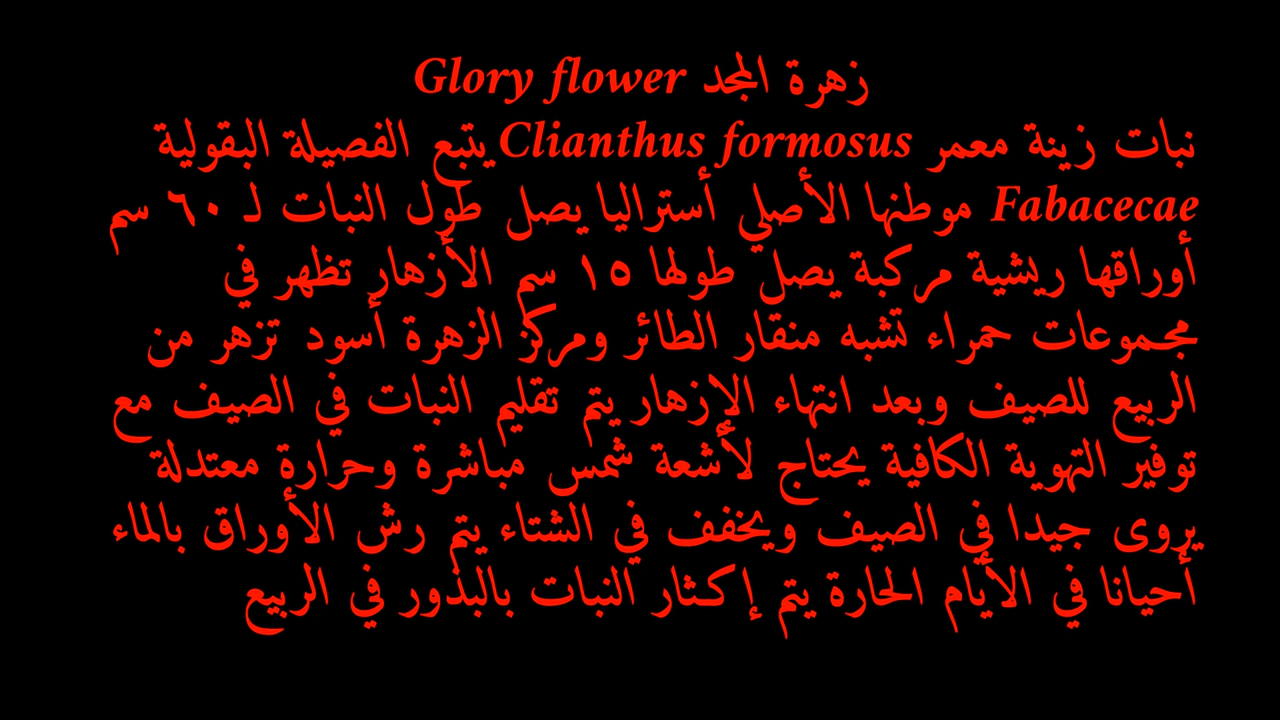 زهرة المجد Glory flower
نبات زينة معمر Clianthus formosus يتبع الفصيلة البقولية
Fabacecae موطنها الأصلي أستراليا يصل طول النبات لـ ٦٠ سم
أوراقها ريشية مركبة يصل طولها ١٥ سم الأزهار تظهر في
مجموعات حمراء تشبه منقار الطائر ومركز الزهرة أسود تزهر من
الربيع للصيف وبعد انتهاء الإزهار يتم تقليم النبات في الصيف مع
توفير التهوية الكافية يحتاج لأشعة شمس مباشرة وحرارة معتدلة
يروى جيدا في الصيف ويخفف في الشتاء يتم رش الأوراق بالماء
أحيانا في الأيام الحارة يتم إكثار النبات بالبذور في الربيع